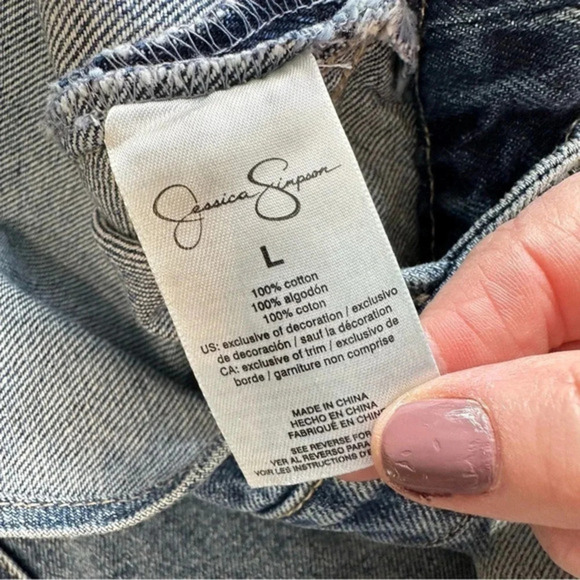 Jessica Simpson
L
100% cotton
100% algodón
100% coton
US: exclusive of decoration / exclusivo
de decoración / sauf la décoration
CA: exclusive of trim / exclusivo
borde / garniture non comprise
MADE IN CHINA
HECHO EN CHINA
FABRIQUÉ EN CHINE
SEE REVERSE FOR
VER AL REVERSO PARA
VOIR LES INSTRUCTIONS